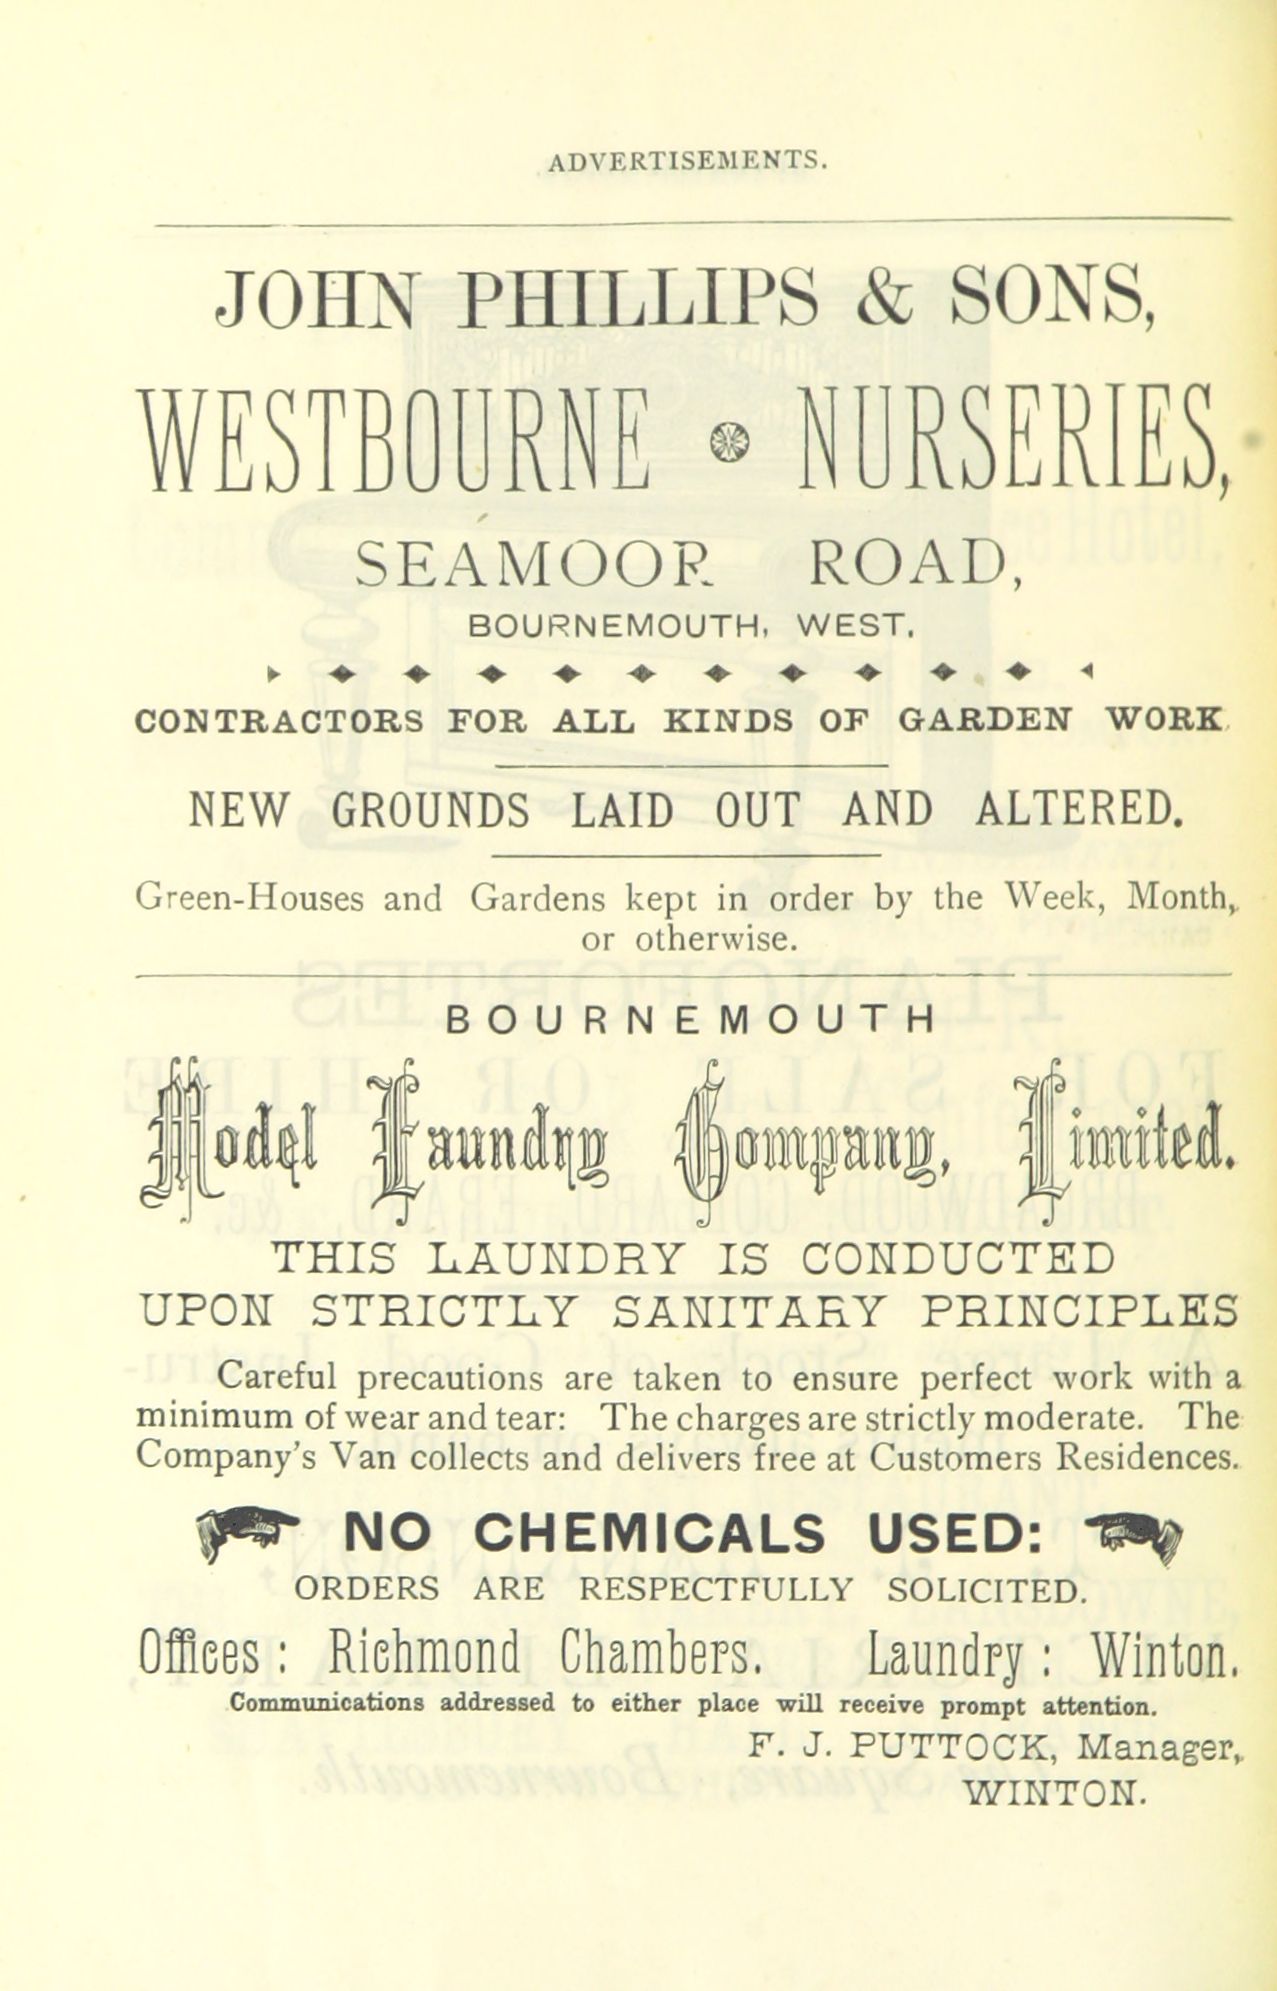 ADVERTISEMENTS.
JOHN PHILLIPS & SONS,
WESTBOURNE NURSERIES,
SEAMOOR ROAD,
BOURNEMOUTH, WEST.
CONTRACTORS FOR ALL KINDS OF GARDEN WORK
NEW GROUNDS LAID OUT AND ALTERED.
Green-Houses and Gardens kept in order by the Week, Month,
or otherwise.
BOURNEMOUTH
Model Laundry Company, Limited.
THIS LAUNDRY IS CONDUCTED
UPON STRICTLY SANITARY PRINCIPLES
Careful precautions are taken to ensure perfect work with a
minimum of wear and tear: The charges are strictly moderate. The
Company's Van collects and delivers free at Customers Residences.
NO CHEMICALS USED:
ORDERS ARE RESPECTFULLY SOLICITED.
Offices: Richmond Chambers. Laundry: Winton.
Communications addressed to either place will receive prompt attention.
F. J. PUTTOCK, Manager,
WINTON.